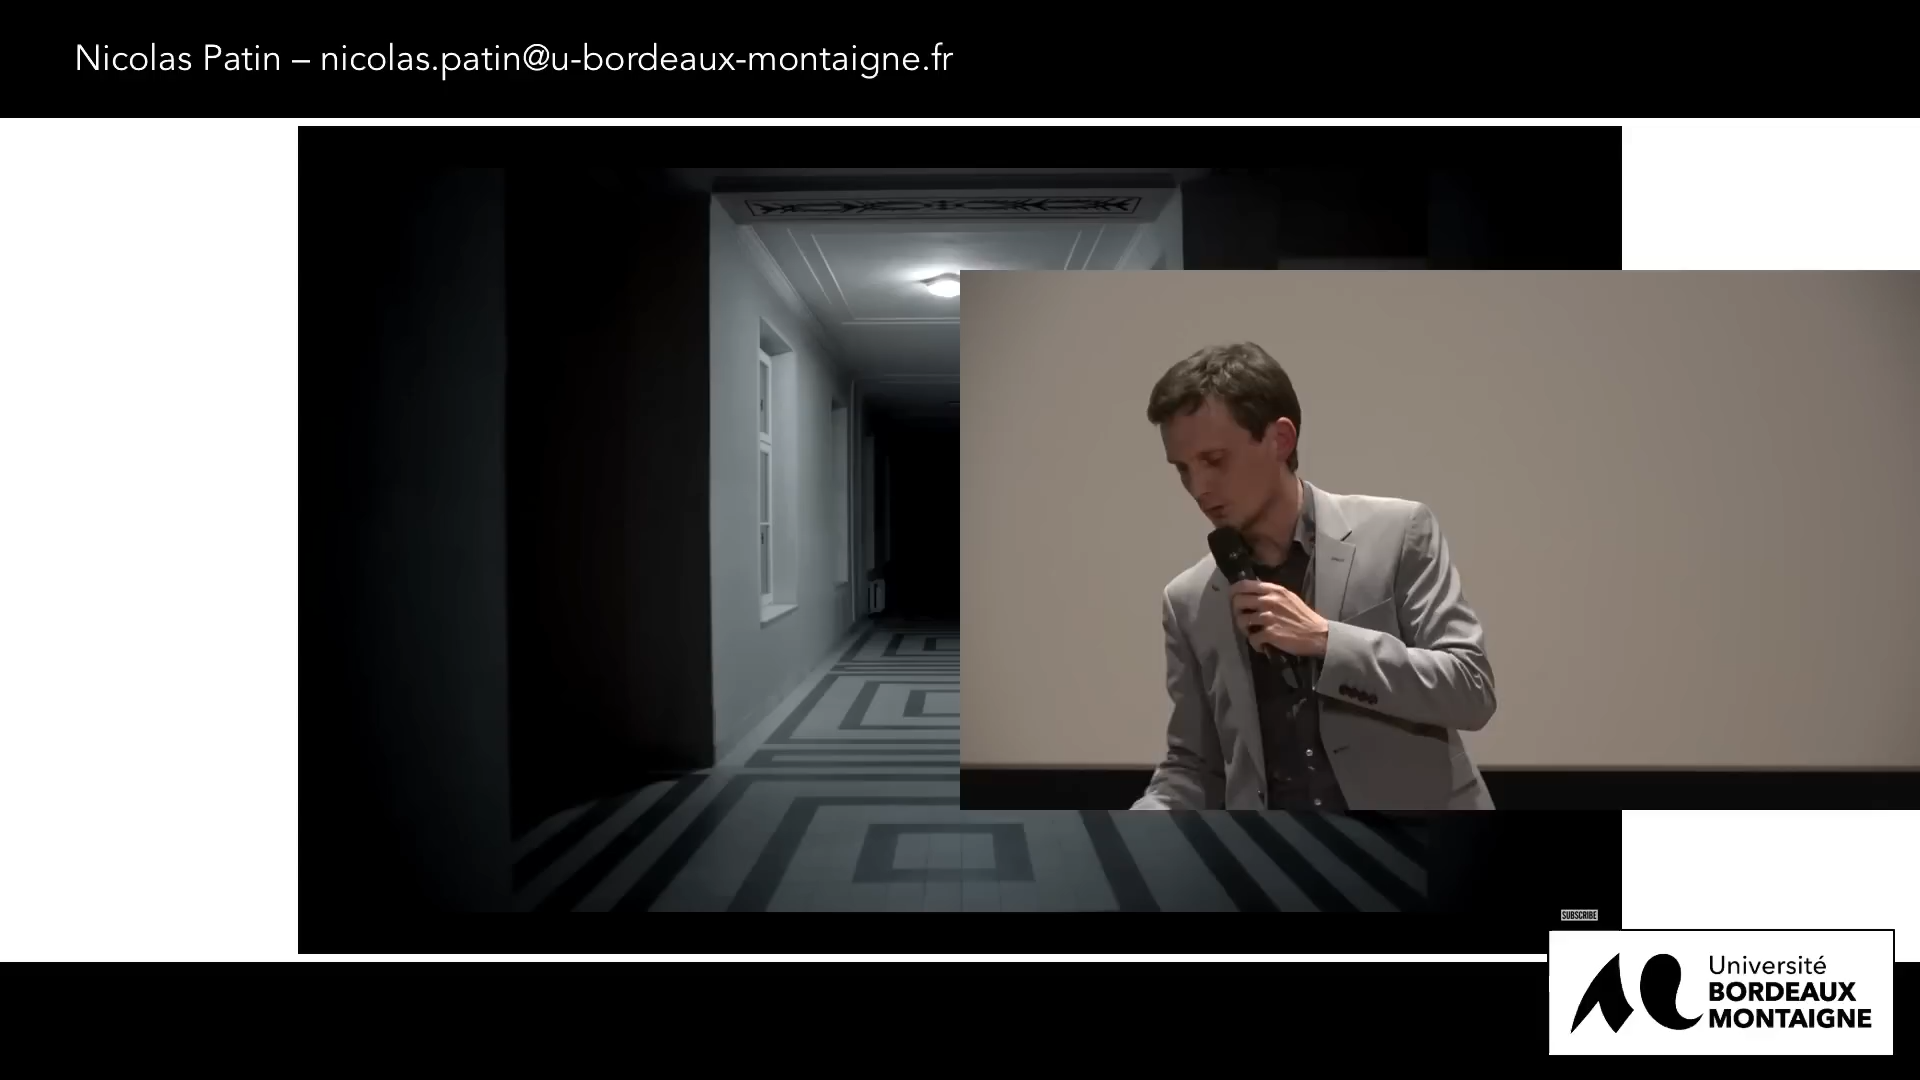 Nicolas Patin – nicolas.patin@u-bordeaux-montaigne.fr
SUBSCRIBE
Université
BORDEAUX
MONTAIGNE